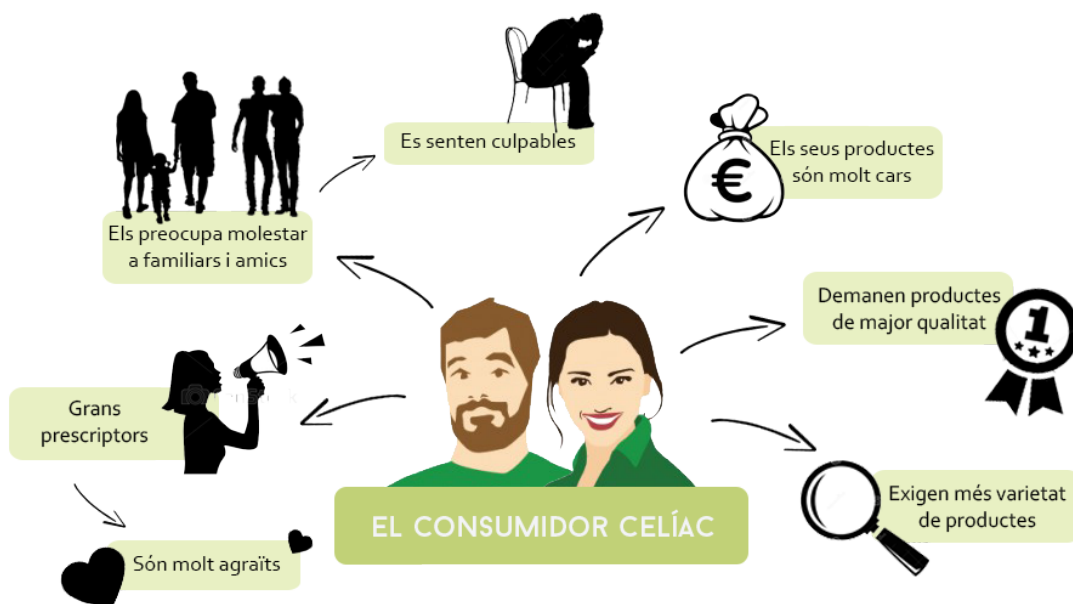 Es senten culpables
Els seus productes
són molt cars
€
Els preocupa molestar
a familiars i amics
Demanen productes
de major qualitat
1
Grans
prescriptors
Exigen més varietat
de productes
EL CONSUMIDOR CELÍAC
Són molt agraïts